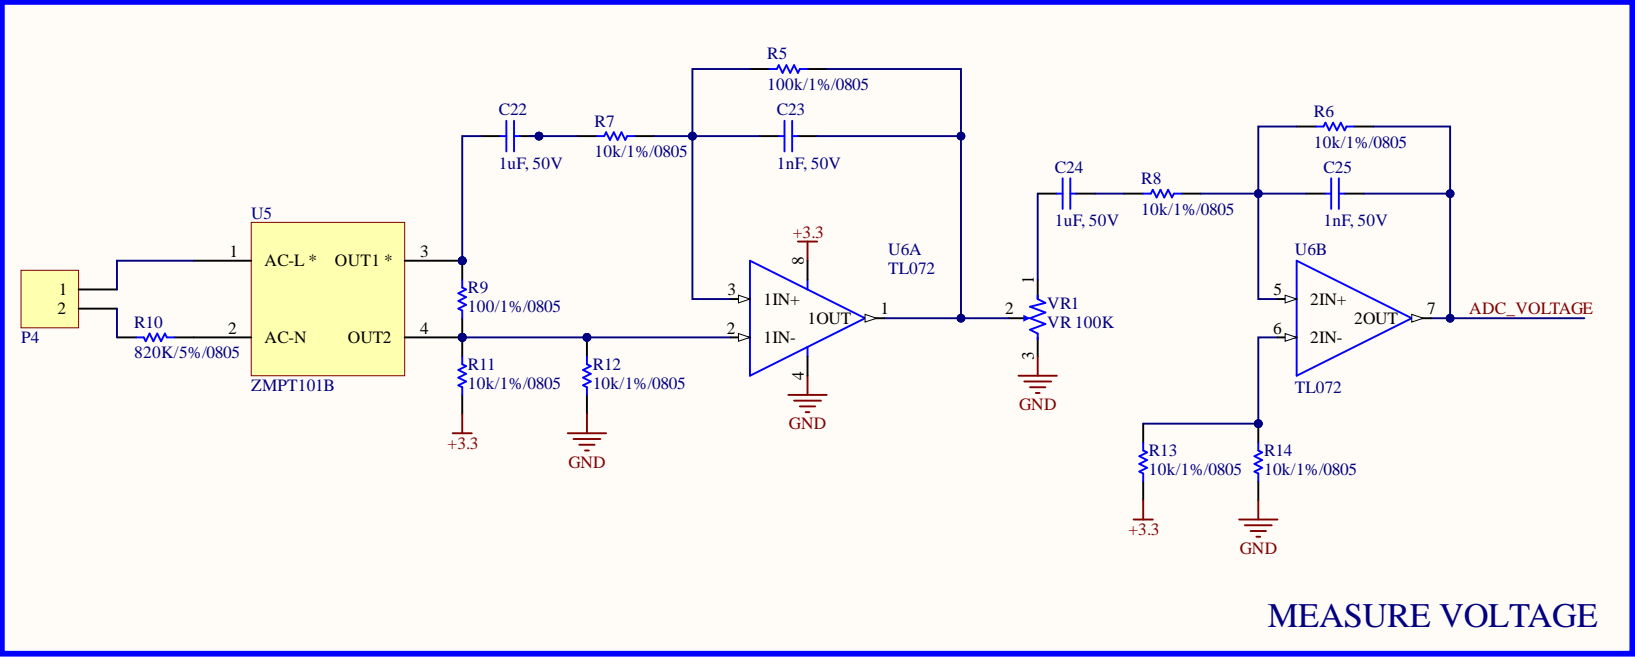 R5
100k/1%/0805
C22
C23
R7
1uF, 50V
10k/1%/0805
1nF, 50V
R6
10k/1%/0805
C24
R8
C25
1uF, 50V
10k/1%/0805
1nF, 50V
U5
1
AC-L *
OUT1 *
3
2
AC-N
OUT2
4
ZMPT101B
1
2
P4
R10
820K/5%/0805
R9
100/1%/0805
R11
10k/1%/0805
+3.3
R12
10k/1%/0805
GND
+3.3
8
U6A
TL072
3
1IN+
2
1IN-
1OUT
1
4
GND
1
2
VR1
VR 100K
3
GND
U6B
5
2IN+
6
2IN-
2OUT
7
ADC_VOLTAGE
TL072
R13
10k/1%/0805
+3.3
R14
10k/1%/0805
GND
MEASURE VOLTAGE